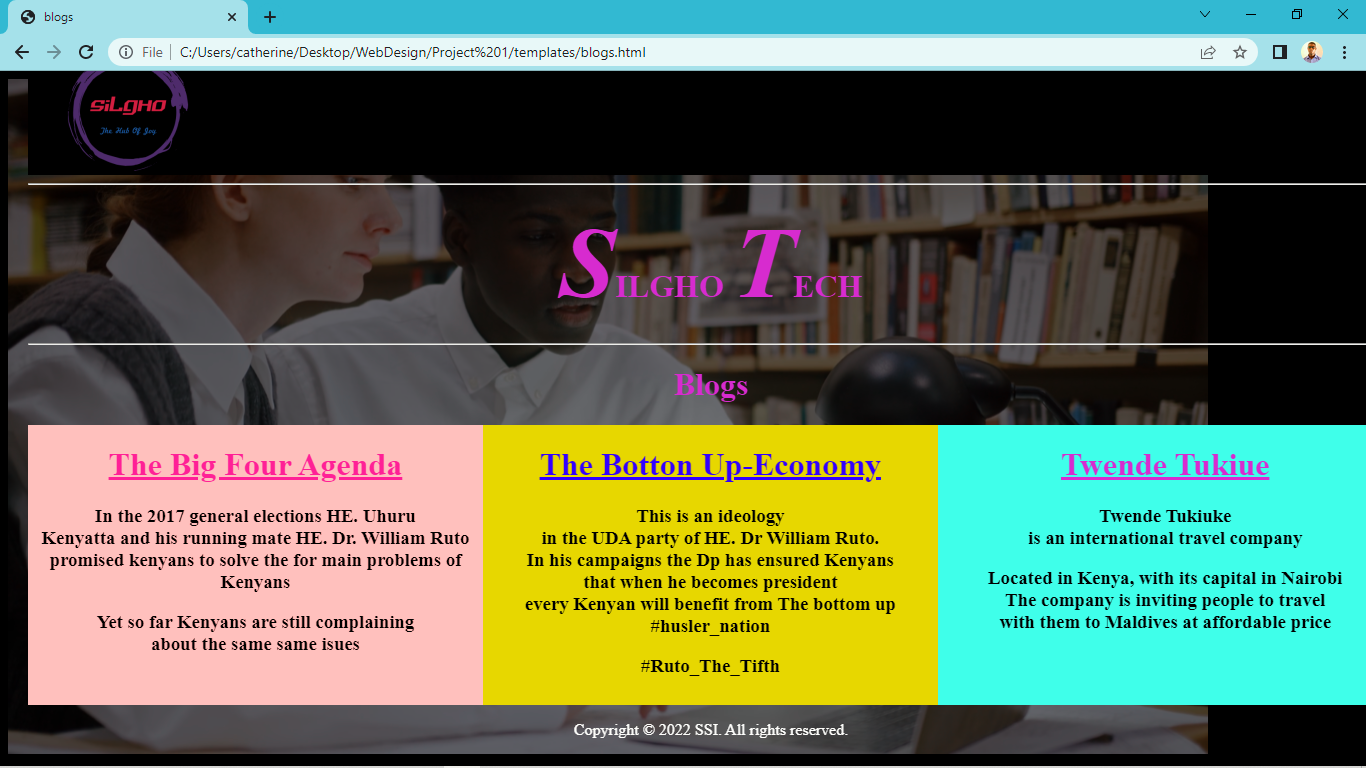 blogs
File
C:/Users/catherine/Desktop/WebDesign/Project%201/templates/blogs.html
siLgHO
The Hub Of Joy
SILGHO TECH
Blogs
The Big Four Agenda
In the 2017 general elections HE. Uhuru
Kenyatta and his running mate HE. Dr. William Ruto
promised kenyans to solve the for main problems of
Kenyans
Yet so far Kenyans are still complaining
about the same same isues
The Botton Up-Economy
This is an ideology
in the UDA party of HE. Dr William Ruto.
In his campaigns the Dp has ensured Kenyans
that when he becomes president
every Kenyan will benefit from The bottom up
#husler_nation
#Ruto_The_Tifth
Twende Tukiue
Twende Tukiuke
is an international travel company
Located in Kenya, with its capital in Nairobi
The company is inviting people to travel
with them to Maldives at affordable price
Copyright © 2022 SSI. All rights reserved.